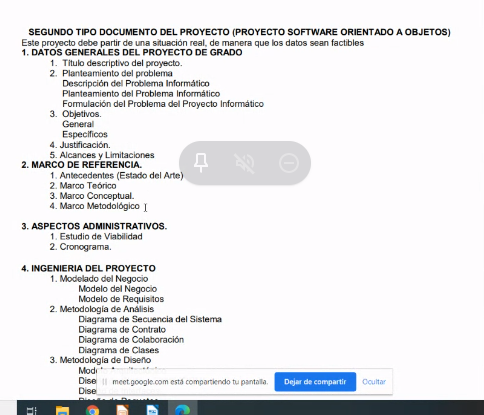 SEGUNDO TIPO DOCUMENTO DEL PROYECTO (PROYECTO SOFTWARE ORIENTADO A OBJETOS)
Este proyecto debe partir de una situación real, de manera que los datos sean factibles
1. DATOS GENERALES DEL PROYECTO DE GRADO
1. Título descriptivo del proyecto.
2. Planteamiento del problema
Descripción del Problema Informático
Planteamiento del Problema Informático
Formulación del Problema del Proyecto Informático
3. Objetivos.
General
Específicos
4. Justificación.
5. Alcances y Limitaciones
2. MARCO DE REFERENCIA.
1. Antecedentes (Estado del Arte)
2. Marco Teórico
3. Marco Conceptual.
4. Marco Metodológico
3. ASPECTOS ADMINISTRATIVOS.
1. Estudio de Viabilidad
2. Cronograma.
4. INGENIERIA DEL PROYECTO
1. Modelado del Negocio
Modelo del Negocio
Modelo de Requisitos
2. Metodología de Análisis
Diagrama de Secuencia del Sistema
Diagrama de Contrato
Diagrama de Colaboración
Diagrama de Clases
3. Metodología de Diseño
meet.google.com está compartiendo tu pantalla.
Dejar de compartir
Ocultar